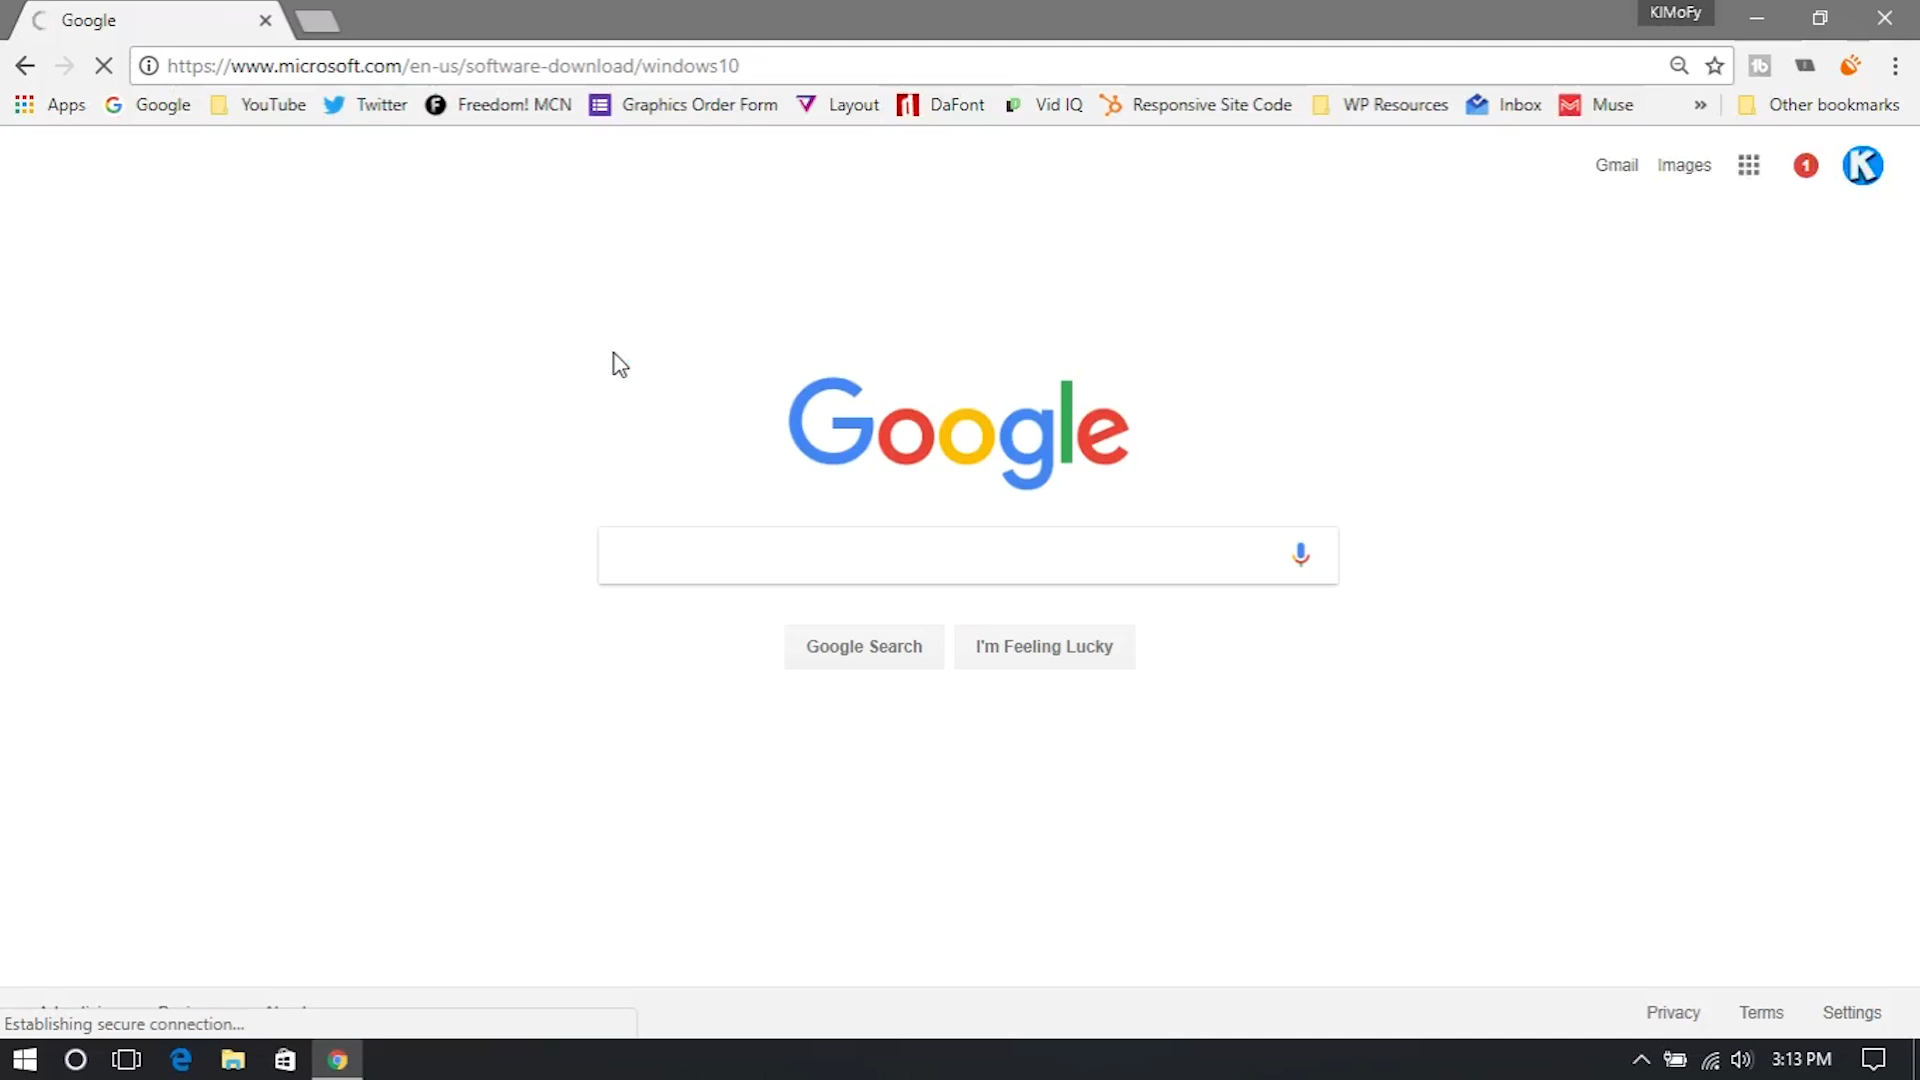 Google
KIMoFy
https://www.microsoft.com/en-us/software-download/windows10
Apps Google YouTube Twitter Freedom! MCN Graphics Order Form Layout DaFont Vid IQ Responsive Site Code WP Resources Inbox Muse » Other bookmarks
Gmail Images 1 K
Google
Google Search I'm Feeling Lucky
Privacy Terms Settings
Establishing secure connection...
3:13 PM